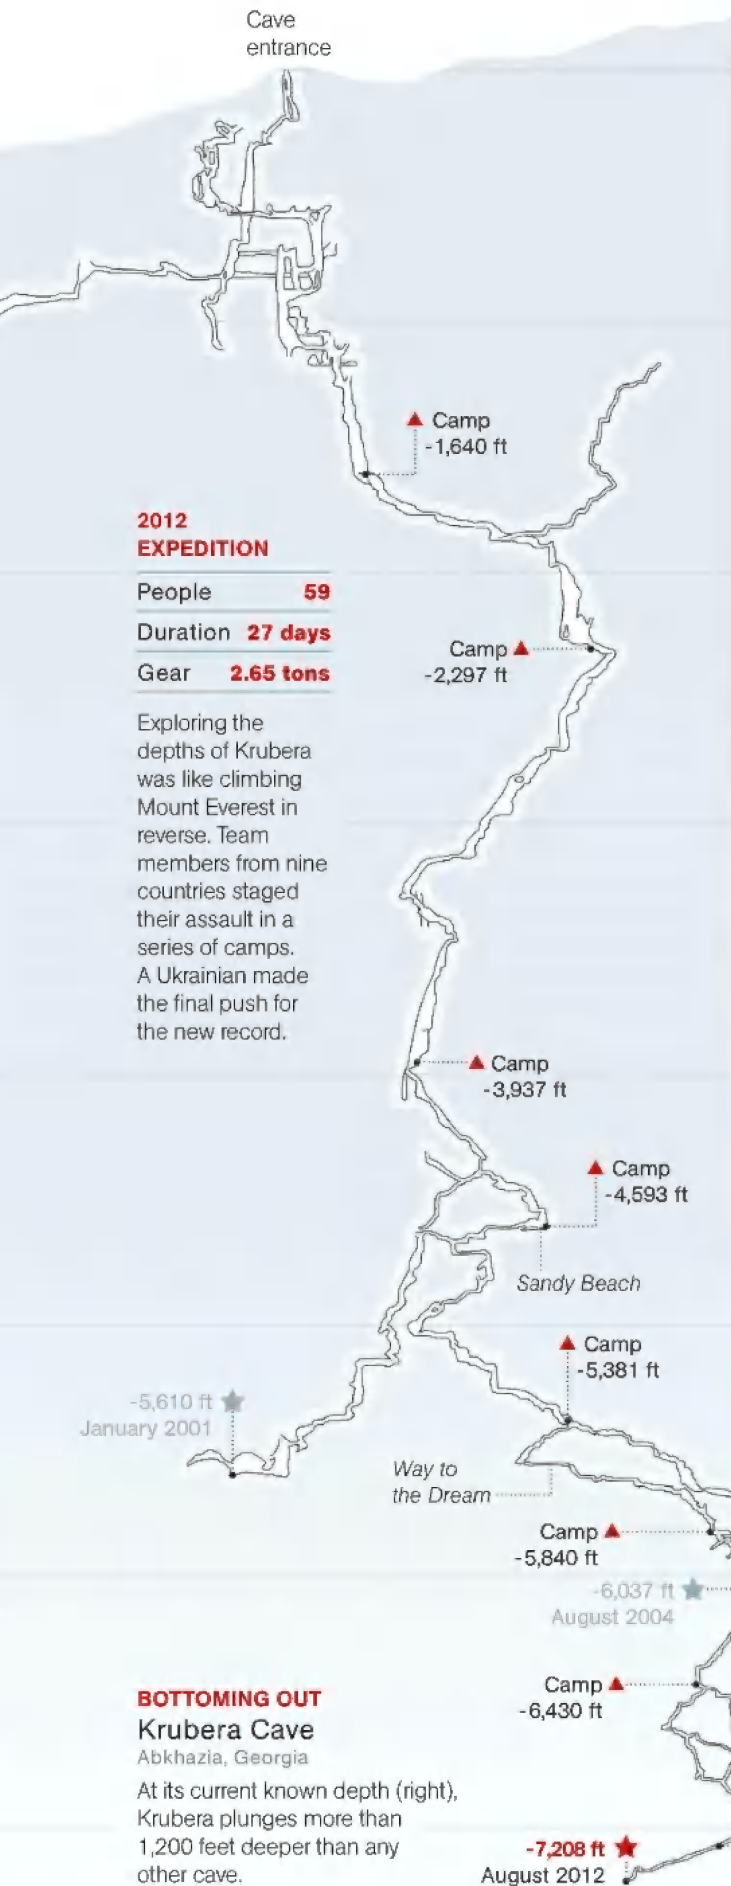 Cave
entrance
Camp
-1,640 ft
2012
EXPEDITION
People 59
Duration 27 days
Gear 2.65 tons
Camp
-2,297 ft
Exploring the
depths of Krubera
was like climbing
Mount Everest in
reverse. Team
members from nine
countries staged
their assault in a
series of camps.
A Ukrainian made
the final push for
the new record.
Camp
-3,937 ft
Camp
-4,593 ft
Sandy Beach
Camp
-5,381 ft
-5,610 ft
January 2001
Way to
the Dream
Camp
-5,840 ft
-6,037 ft
August 2004
Camp
-6,430 ft
BOTTOMING OUT
Krubera Cave
Abkhazia, Georgia
At its current known depth (right),
Krubera plunges more than
1,200 feet deeper than any
other cave.
-7,208 ft
August 2012